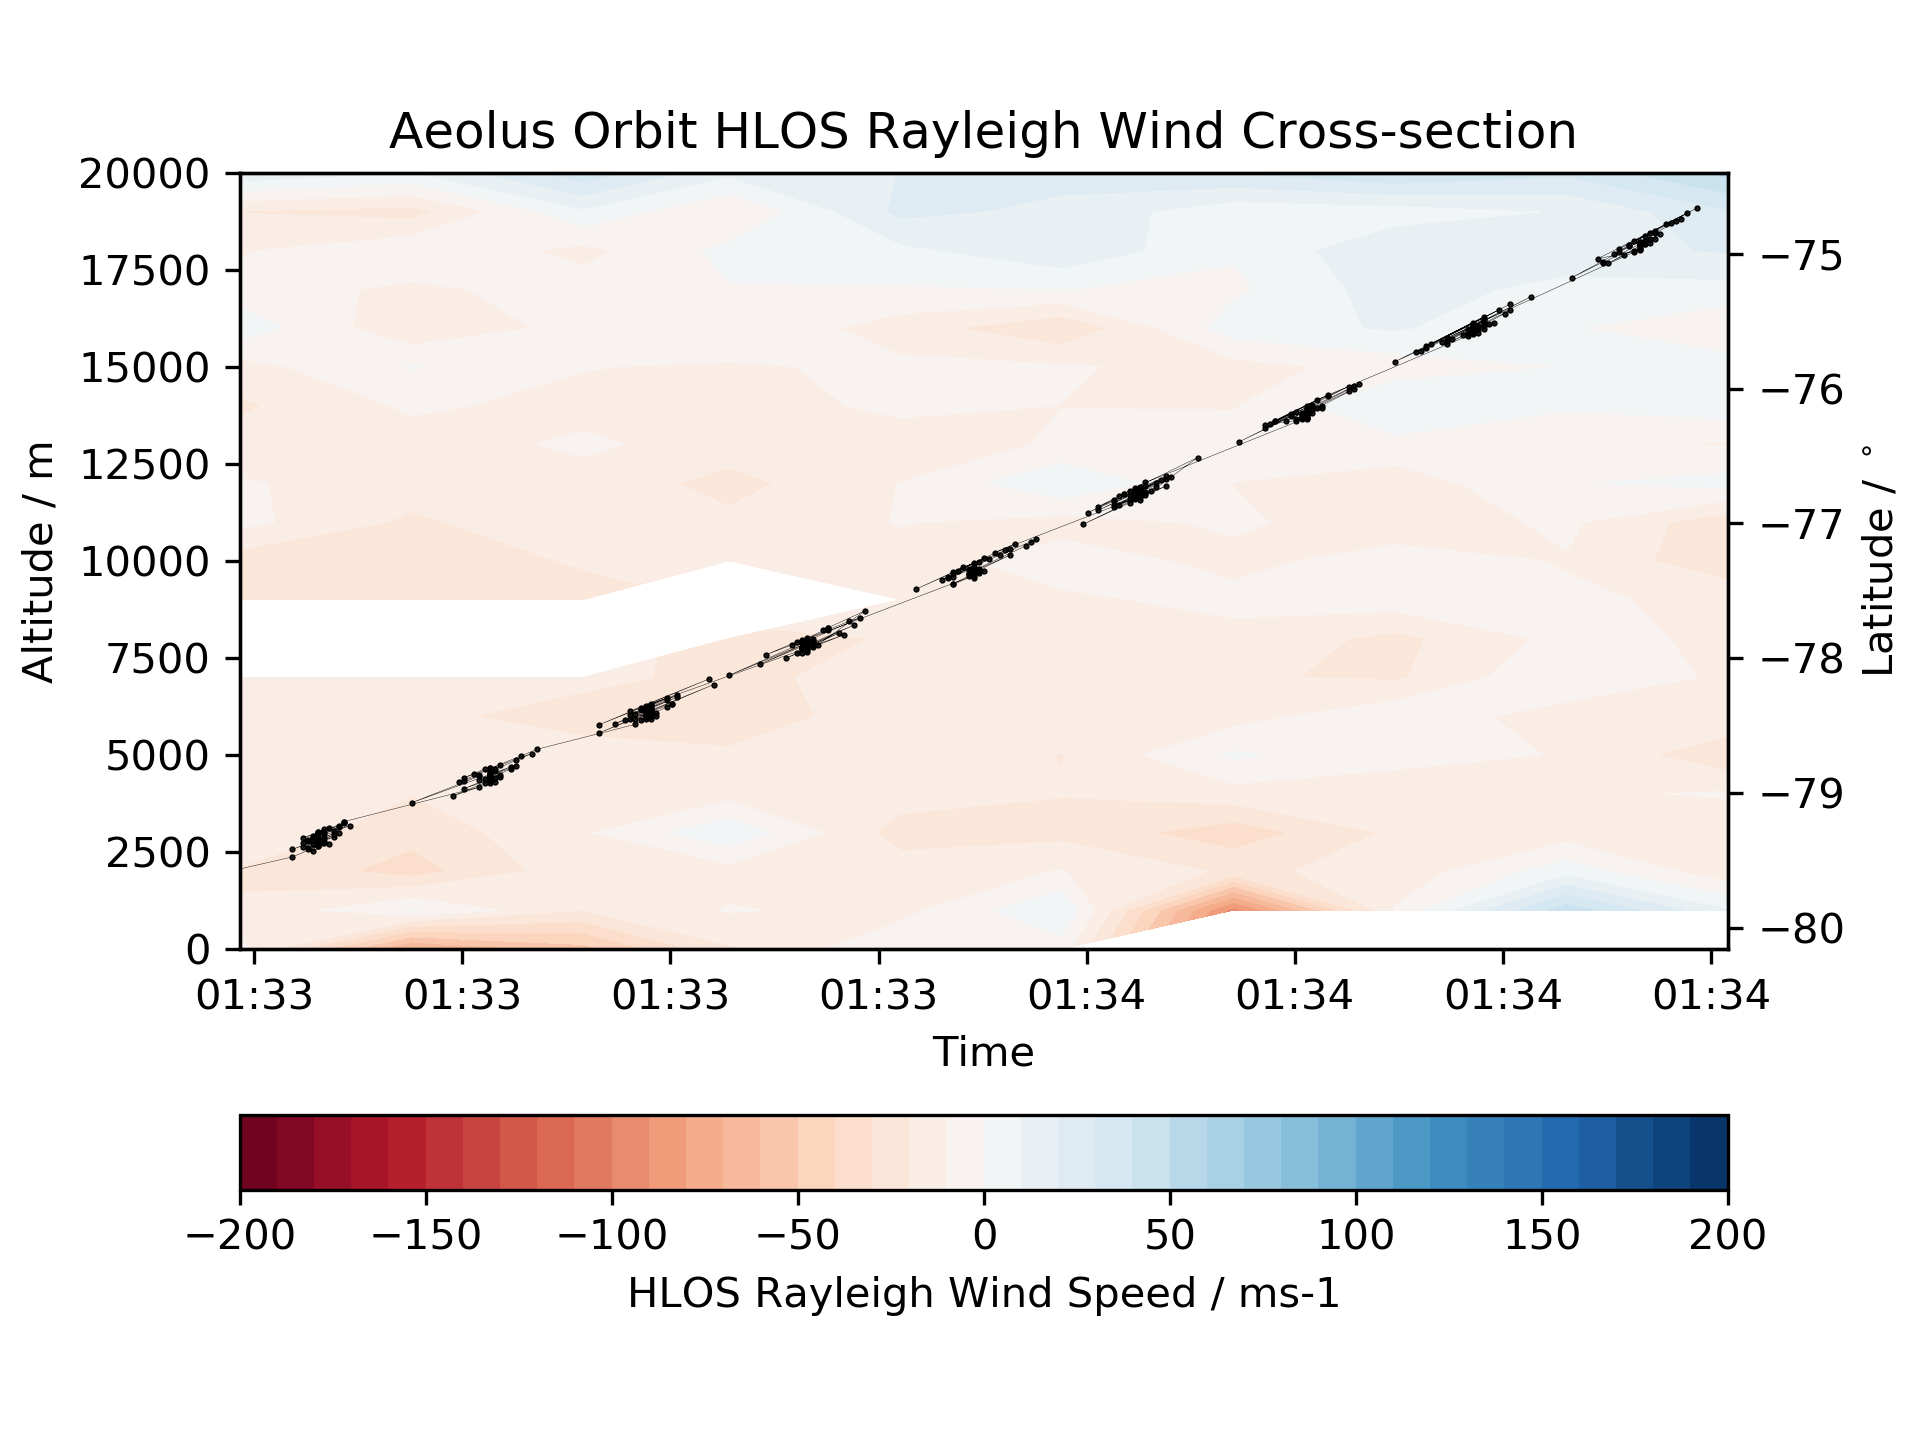 Aeolus Orbit HLOS Rayleigh Wind Cross-section
20000
17500
15000
12500
10000
7500
5000
2500
0
Altitude / m
−75
−76
−77
−78
−79
−80
Latitude / °
01:33 01:33 01:33 01:33 01:34 01:34 01:34 01:34
Time
−200 −150 −100 −50 0 50 100 150 200
HLOS Rayleigh Wind Speed / ms-1